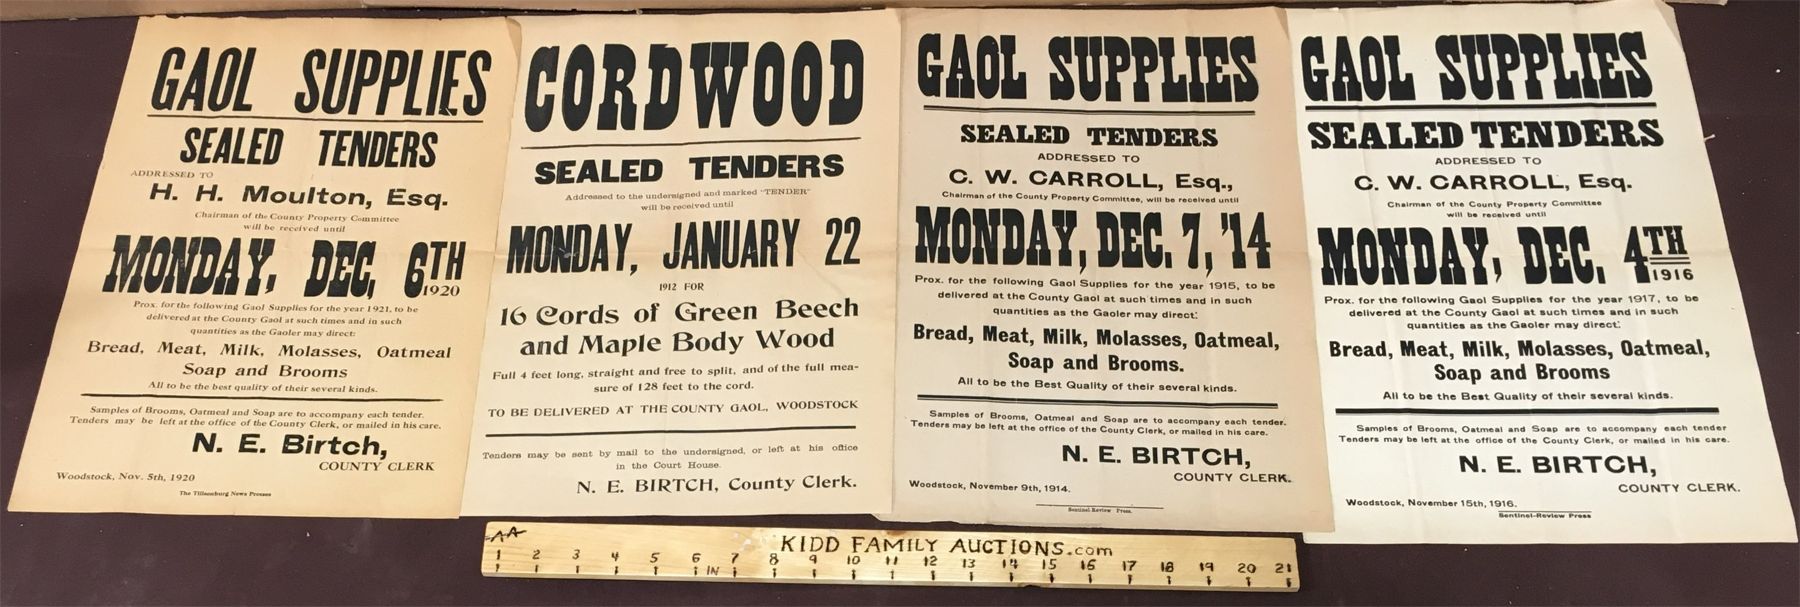 GAOL SUPPLIES
SEALED TENDERS
ADDRESSED TO
H. H. Moulton, Esq.
Chairman of the County Property Committee
will be received until
MONDAY, DEC, 6TH
1920
Prox. for the following Gaol Supplies for the year 1921, to be
delivered at the County Gaol at such times and in such
quantities as the Gaoler may direct:
Bread, Meat, Milk, Molasses, Oatmeal
Soap and Brooms
All to be the best quality of their several kinds.
Samples of Brooms, Oatmeal and Soap are to accompany each tender.
Tenders may be left at the office of the County Clerk, or mailed in his care.
N. E. Birtch,
COUNTY CLERK
Woodstock, Nov. 5th, 1920
The Tillsonburg News Presses
CORDWOOD
SEALED TENDERS
Addressed to the undersigned and marked "TENDER"
will be received until
MONDAY, JANUARY 22
1912 FOR
16 Cords of Green Beech
and Maple Body Wood
Full 4 feet long, straight and free to split, and of the full mea-
sure of 128 feet to the cord.
TO BE DELIVERED AT THE COUNTY GAOL, WOODSTOCK
Tenders may be sent by mail to the undersigned, or left at his office
in the Court House.
N. E. BIRTCH, County Clerk.
GAOL SUPPLIES
SEALED TENDERS
ADDRESSED TO
C. W. CARROLL, Esq.,
Chairman of the County Property Committee, will be received until
MONDAY, DEC. 7, '14
Prox. for the following Gaol Supplies for the year 1915, to be
delivered at the County Gaol at such times and in such
quantities as the Gaoler may direct:
Bread, Meat, Milk, Molasses, Oatmeal,
Soap and Brooms.
All to be the Best Quality of their several kinds.
Samples of Brooms, Oatmeal and Soap are to accompany each tender.
Tenders may be left at the office of the County Clerk, or mailed in his care.
N. E. BIRTCH,
COUNTY CLERK.
Woodstock, November 9th, 1914.
Sentinel-Review Press.
GAOL SUPPLIES
SEALED TENDERS
ADDRESSED TO
C. W. CARROLL, Esq.
Chairman of the County Property Committee
will be received until
MONDAY, DEC. 4TH
1916
Prox. for the following Gaol Supplies for the year 1917, to be
delivered at the County Gaol at such times and in such
quantities as the Gaoler may direct:
Bread, Meat, Milk, Molasses, Oatmeal,
Soap and Brooms
All to be the Best Quality of their several kinds.
Samples of Brooms, Oatmeal and Soap are to accompany each tender
Tenders may be left at the office of the County Clerk, or mailed in his care.
N. E. BIRTCH,
COUNTY CLERK.
Woodstock, November 15th, 1916.
Sentinel-Review Press
AA KIDD FAMILY AUCTIONS.com
1 2 3 4 5 6 IN 7 8 9 10 11 12 13 14 15 16 17 18 19 20 21